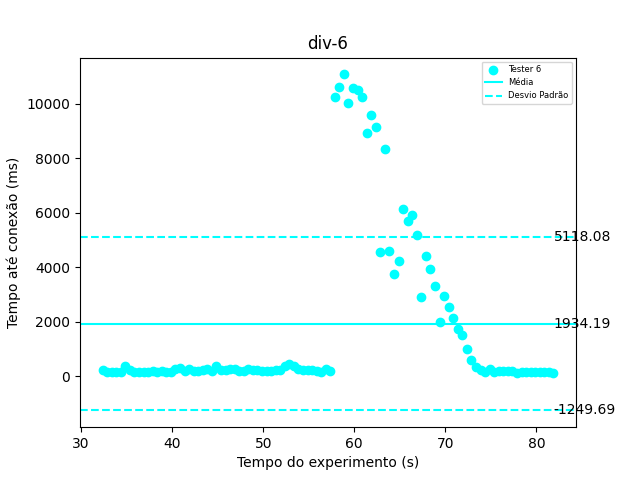 div-6
Tester 6
Média
Desvio Padrão
10000
8000
6000
4000
2000
0
5118.08
1934.19
-1249.69
Tempo até conexão (ms)
30 40 50 60 70 80
Tempo do experimento (s)